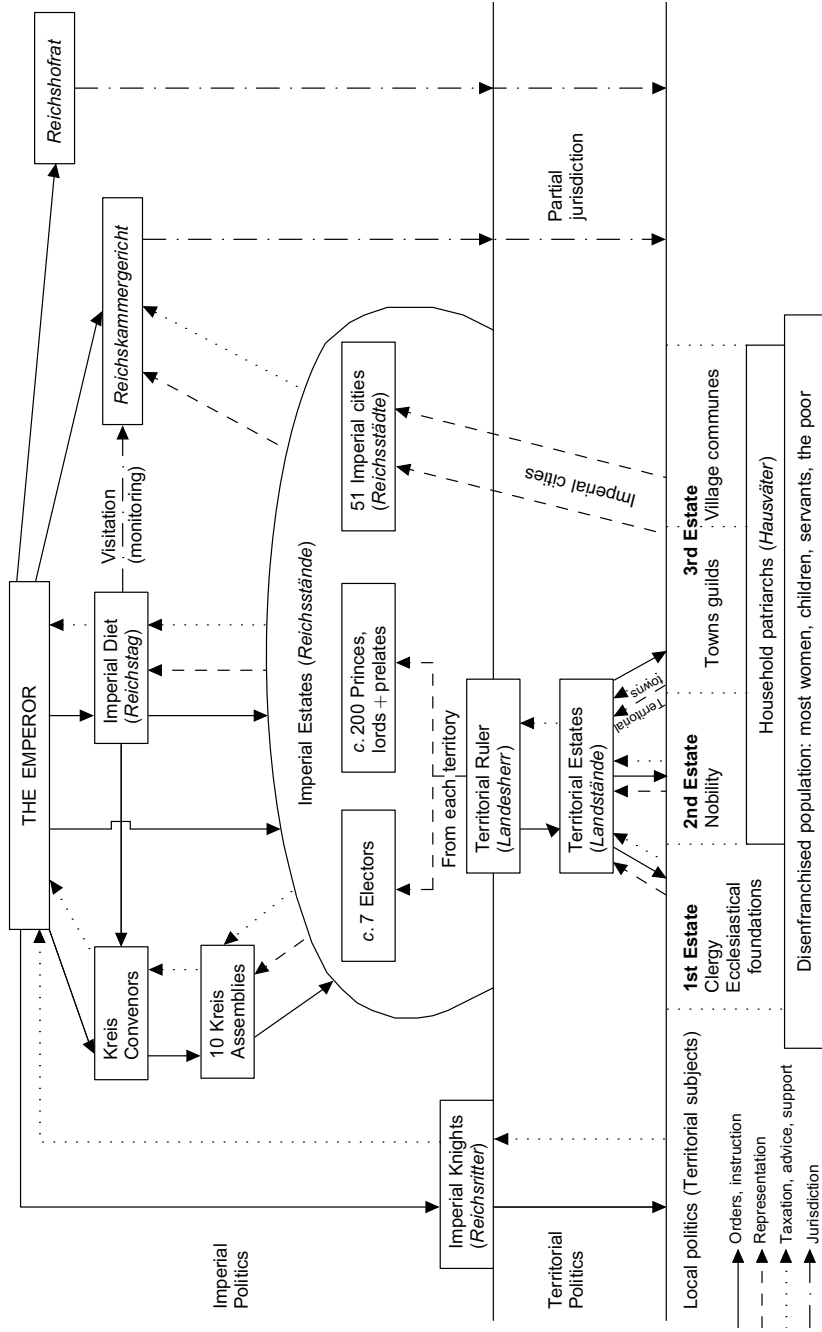 THE EMPEROR
Reichshofrat
Kreis
Convenors
Imperial Diet
(Reichstag)
Visitation
(monitoring)
Reichskammergericht
10 Kreis
Assemblies
Imperial
Politics
Imperial Estates (Reichsstände)
c. 7 Electors
c. 200 Princes,
lords + prelates
51 Imperial cities
(Reichsstädte)
From each territory
Imperial Knights
(Reichsritter)
Territorial Ruler
(Landesherr)
Imperial cities
Territorial
Politics
Territorial Estates
(Landstände)
Partial
jurisdiction
Territorial
towns
Local politics (Territorial subjects)
1st Estate
Clergy
Ecclesiastical
foundations
2nd Estate
Nobility
3rd Estate
Towns guilds
Village communes
Household patriarchs (Hausväter)
Disenfranchised population: most women, children, servants, the poor
Orders, instruction
Representation
Taxation, advice, support
Jurisdiction